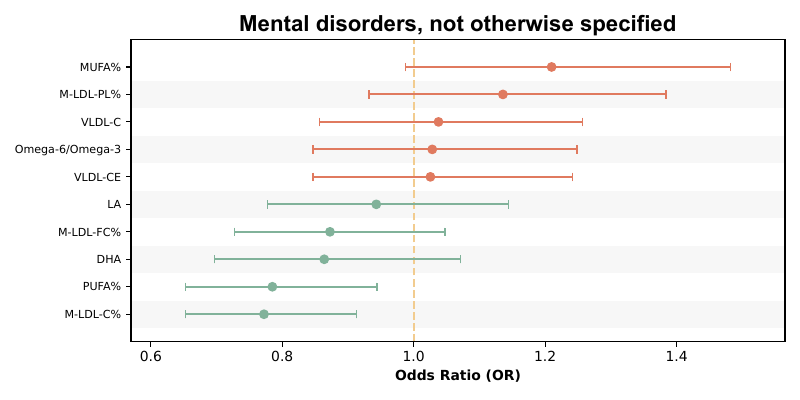 Mental disorders, not otherwise specified
MUFA%
M-LDL-PL%
VLDL-C
Omega-6/Omega-3
VLDL-CE
LA
M-LDL-FC%
DHA
PUFA%
M-LDL-C%
0.6 0.8 1.0 1.2 1.4
Odds Ratio (OR)